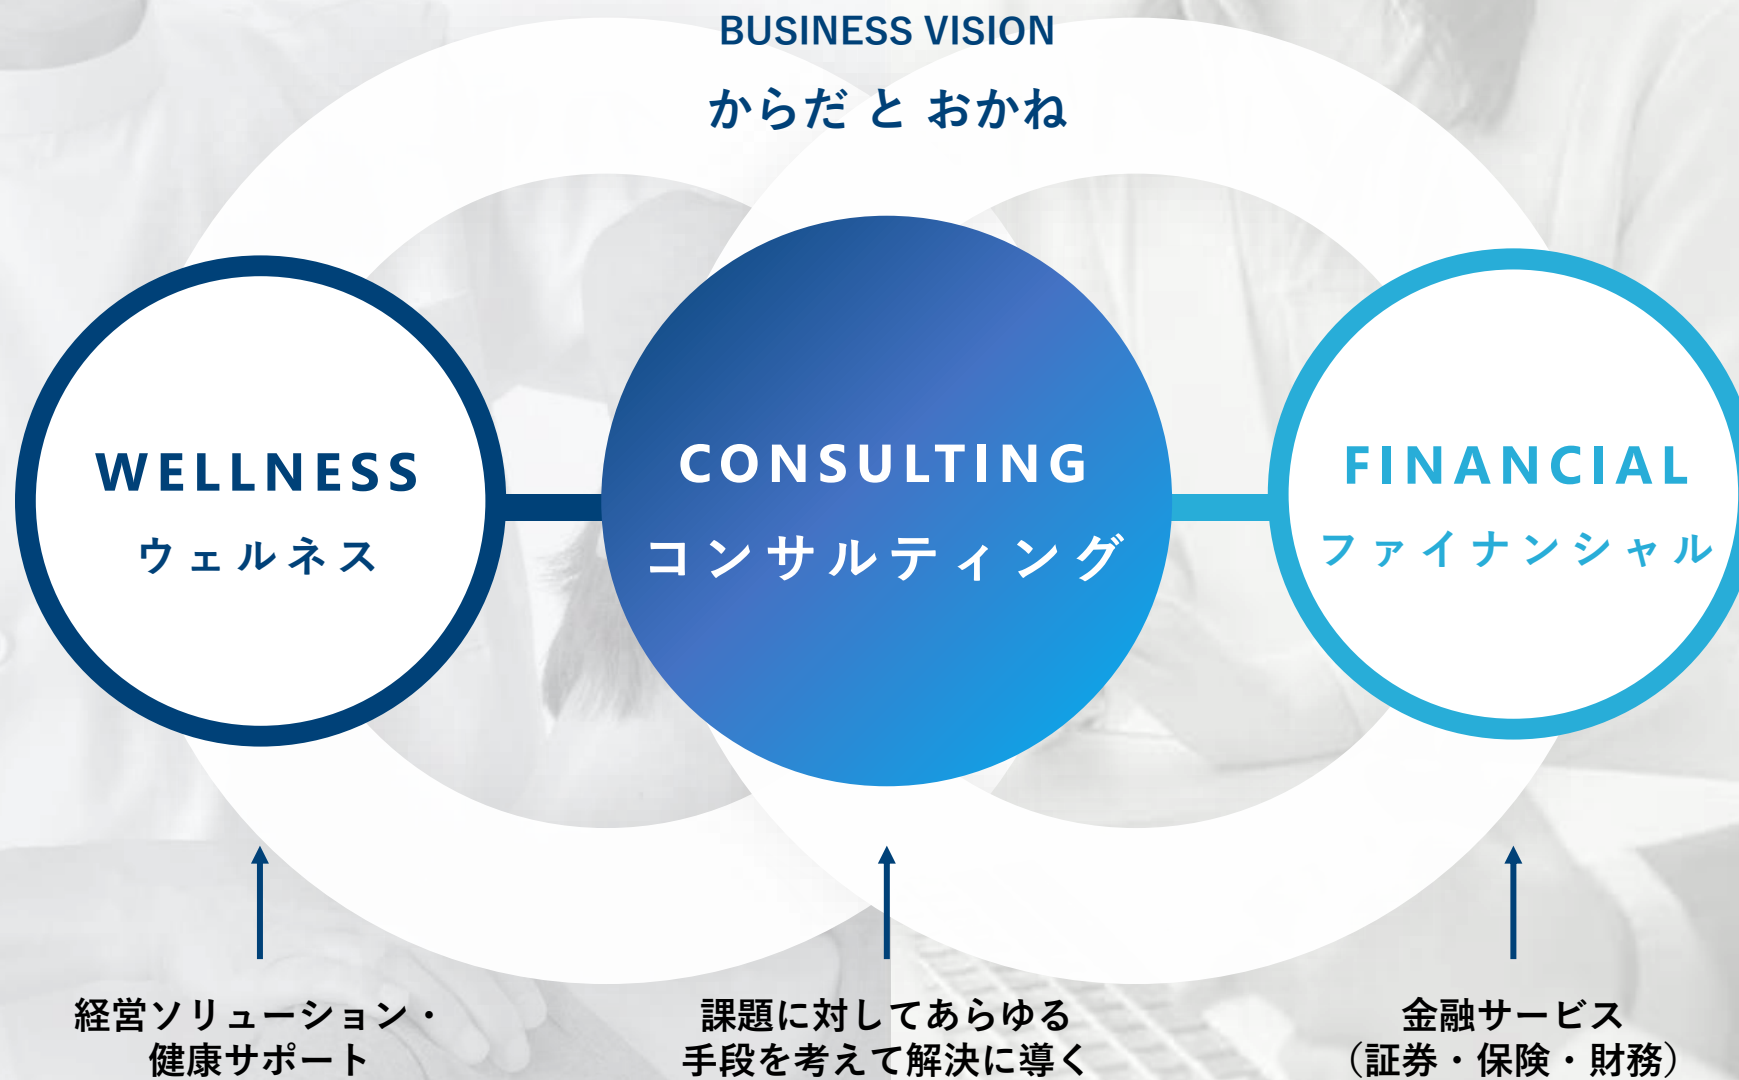 BUSINESS VISION
からだ と おかね
WELLNESS
ウェルネス
CONSULTING
コンサルティング
FINANCIAL
ファイナンシャル
経営ソリューション・
健康サポート
課題に対してあらゆる
手段を考えて解決に導く
金融サービス
（証券・保険・財務）